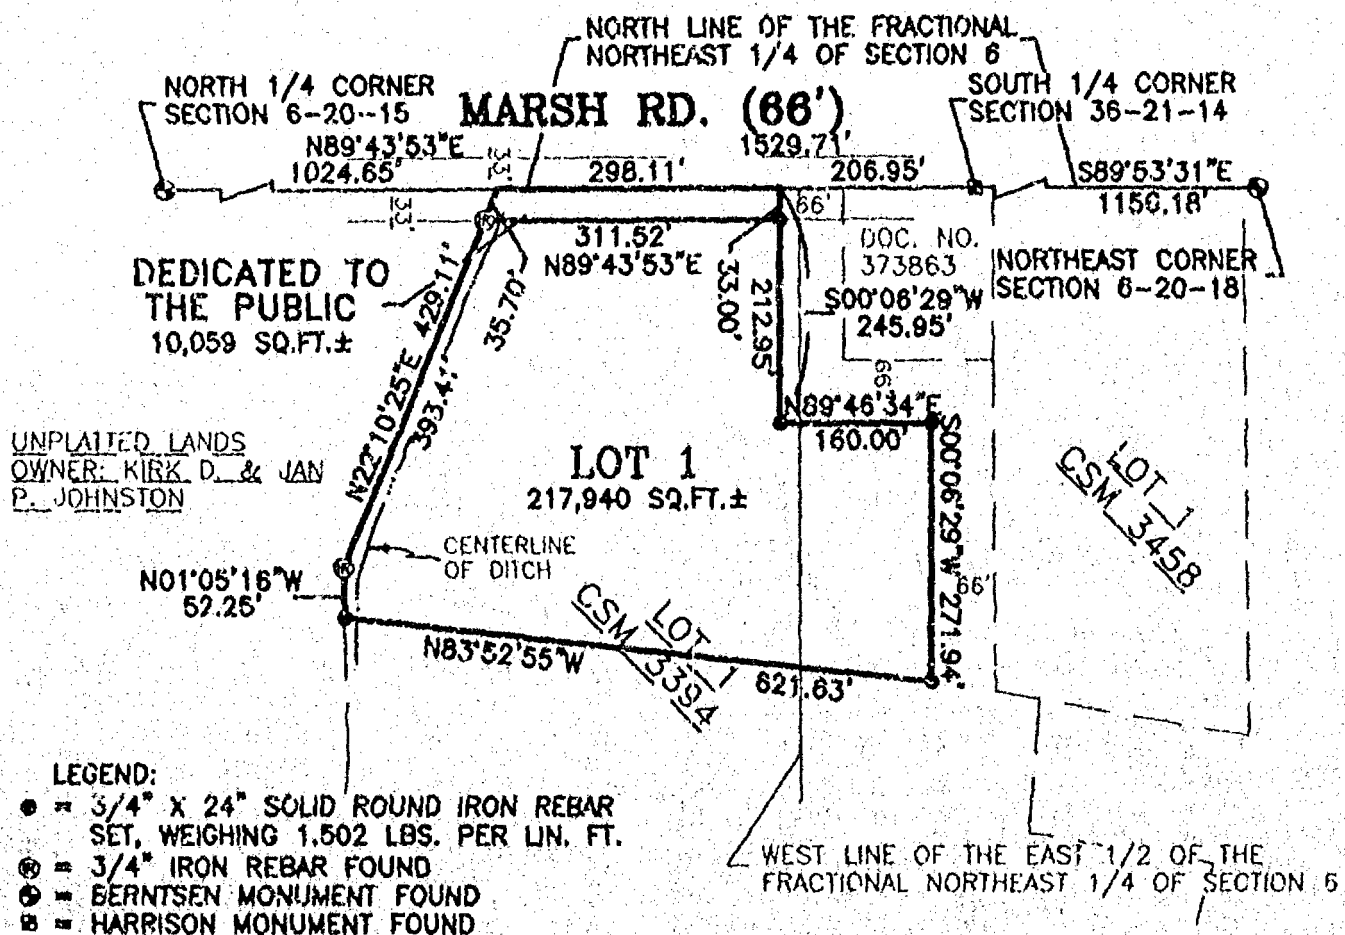 NORTH LINE OF THE FRACTIONAL
NORTHEAST 1/4 OF SECTION 6
NORTH 1/4 CORNER
SECTION 6-20-15
MARSH RD. (66')
SOUTH 1/4 CORNER
SECTION 36-21-14
N89°43'53"E
1024.65'
33'
298.11'
1529.71'
206.95'
S89°53'31"E
1150.18'
33'
66'
311.52'
N89°43'53"E
DOC. NO.
373863
NORTHEAST CORNER
SECTION 6-20-18
DEDICATED TO
THE PUBLIC
10,059 SQ.FT.±
35.70'
33.00'
212.95'
S00°06'29"W
245.95'
N22°10'25"E 429.11'
393.41'
66'
N89°46'34"E
160.00'
UNPLATTED LANDS
OWNER: KIRK D. & JAN
P. JOHNSTON
LOT 1
217,940 SQ.FT.±
S00°06'29"W 271.94'
66'
LOT 1
CSM 3458
CENTERLINE
OF DITCH
N01°05'16"W
52.26'
N83°52'55"W
621.63'
LOT 1
CSM 3394
LEGEND:
= 3/4" X 24" SOLID ROUND IRON REBAR
SET, WEIGHING 1.502 LBS. PER LIN. FT.
= 3/4" IRON REBAR FOUND
= BERNTSEN MONUMENT FOUND
= HARRISON MONUMENT FOUND
WEST LINE OF THE EAST 1/2 OF THE
FRACTIONAL NORTHEAST 1/4 OF SECTION 6